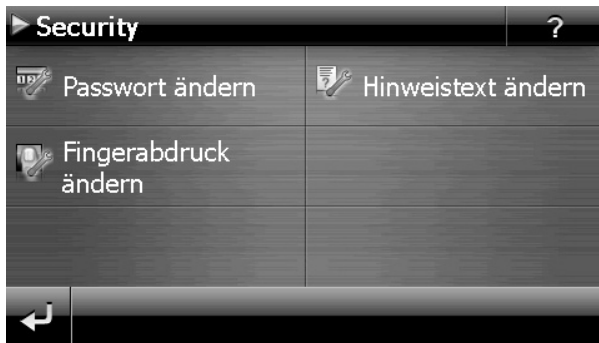 Security
?
Passwort ändern
Hinweistext ändern
Fingerabdruck
ändern